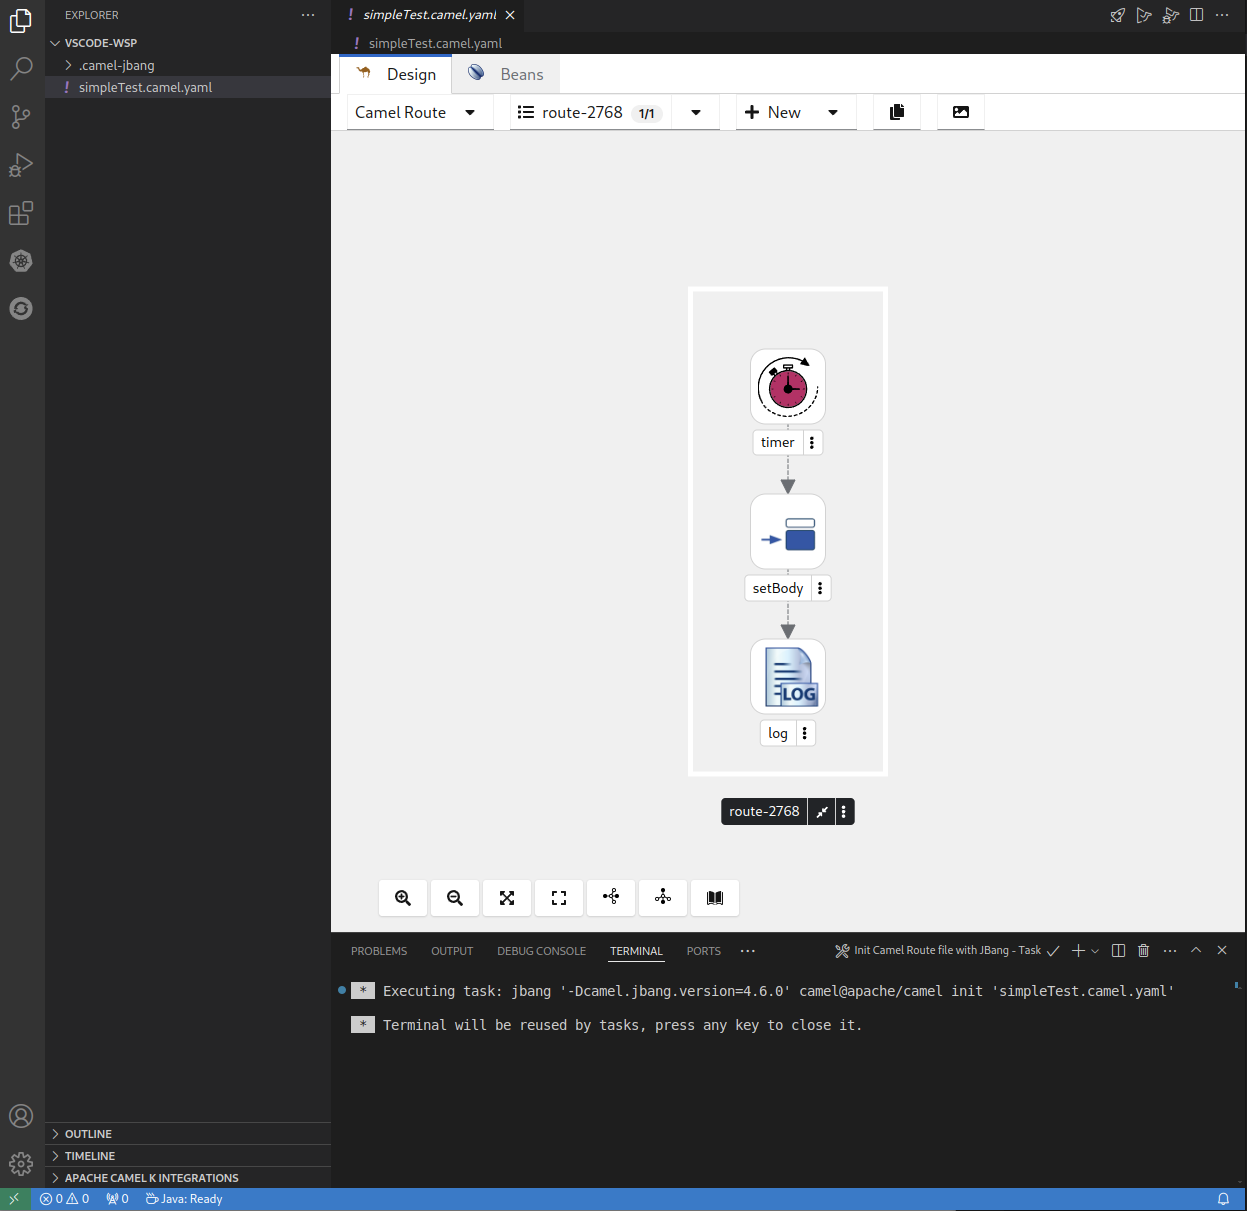 EXPLORER
VSCODE-WSP
.camel-jbang
! simpleTest.camel.yaml
OUTLINE
TIMELINE
APACHE CAMEL K INTEGRATIONS
! simpleTest.camel.yaml
! simpleTest.camel.yaml
Design Beans
Camel Route route-2768 1/1 New
timer
setBody
LOG
log
route-2768
PROBLEMS OUTPUT DEBUG CONSOLE TERMINAL PORTS Init Camel Route file with JBang - Task
* Executing task: jbang '-Dcamel.jbang.version=4.6.0' camel@apache/camel init 'simpleTest.camel.yaml'
* Terminal will be reused by tasks, press any key to close it.
0 0 0 Java: Ready